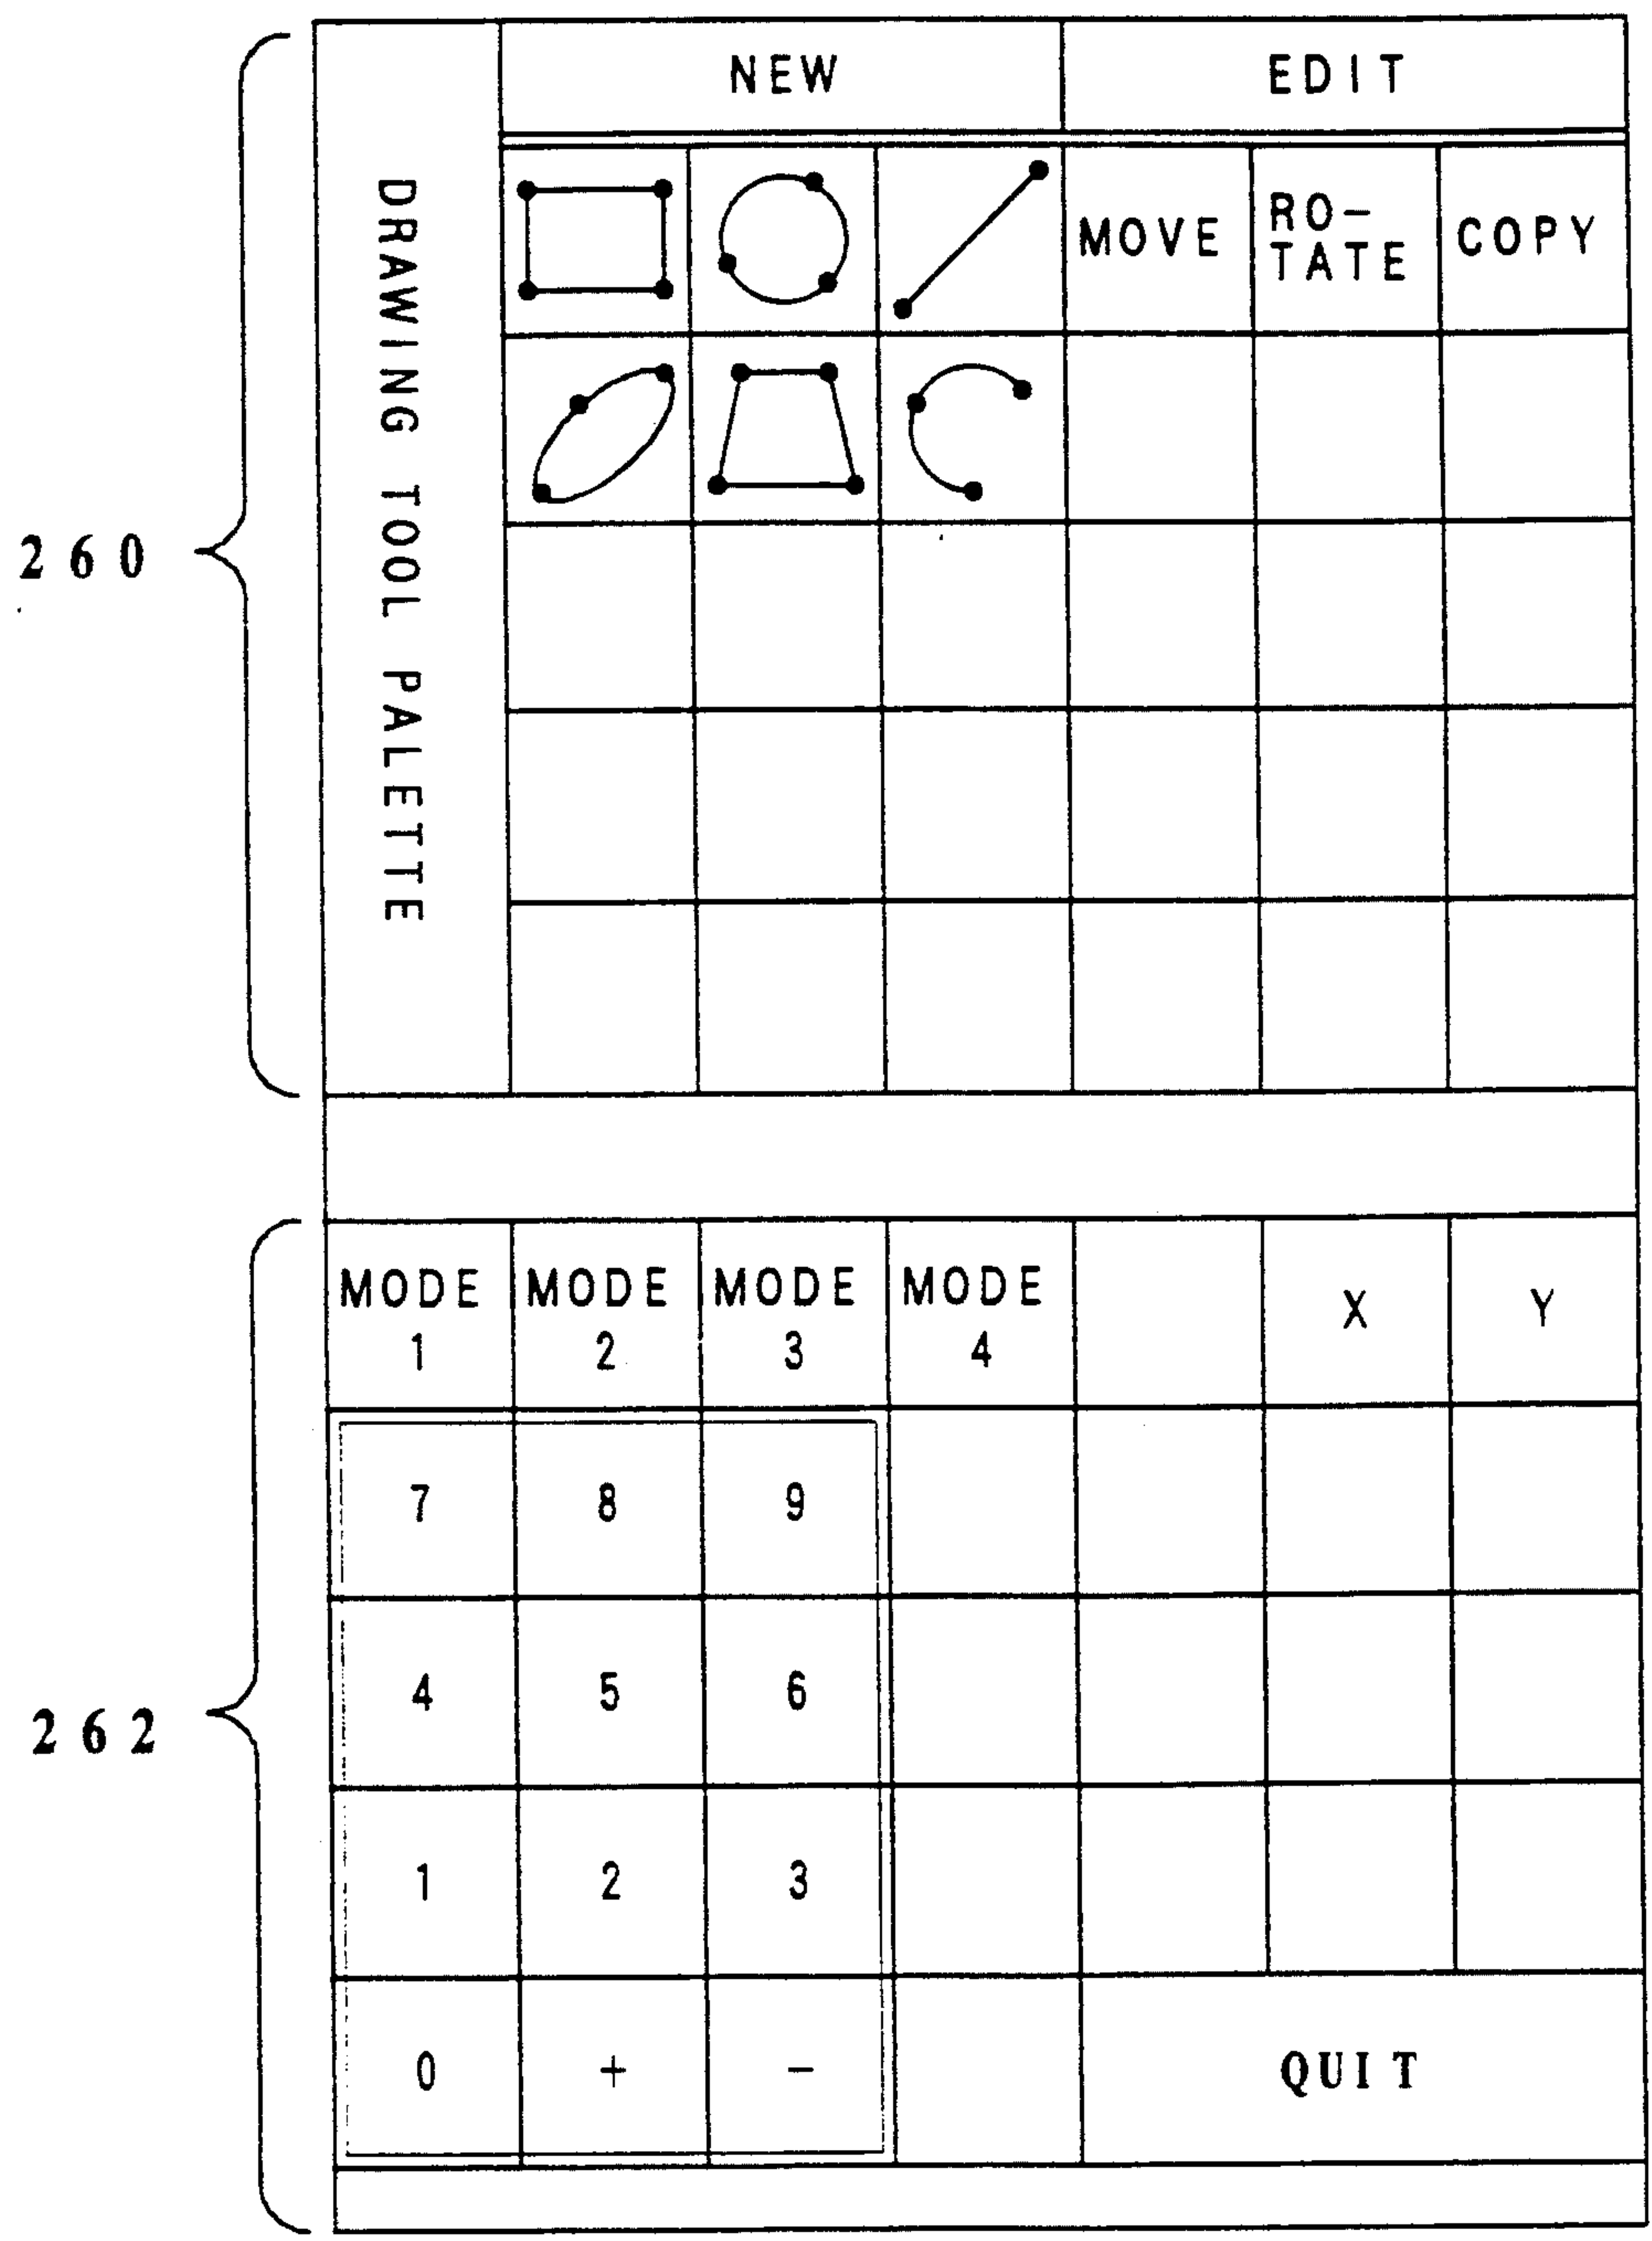 NEW EDIT
DRAWING TOOL PALETTE
MOVE RO-
TATE COPY
260
MODE
1 MODE
2 MODE
3 MODE
4 X Y
7 8 9
4 5 6
262
1 2 3
0 + - QUIT